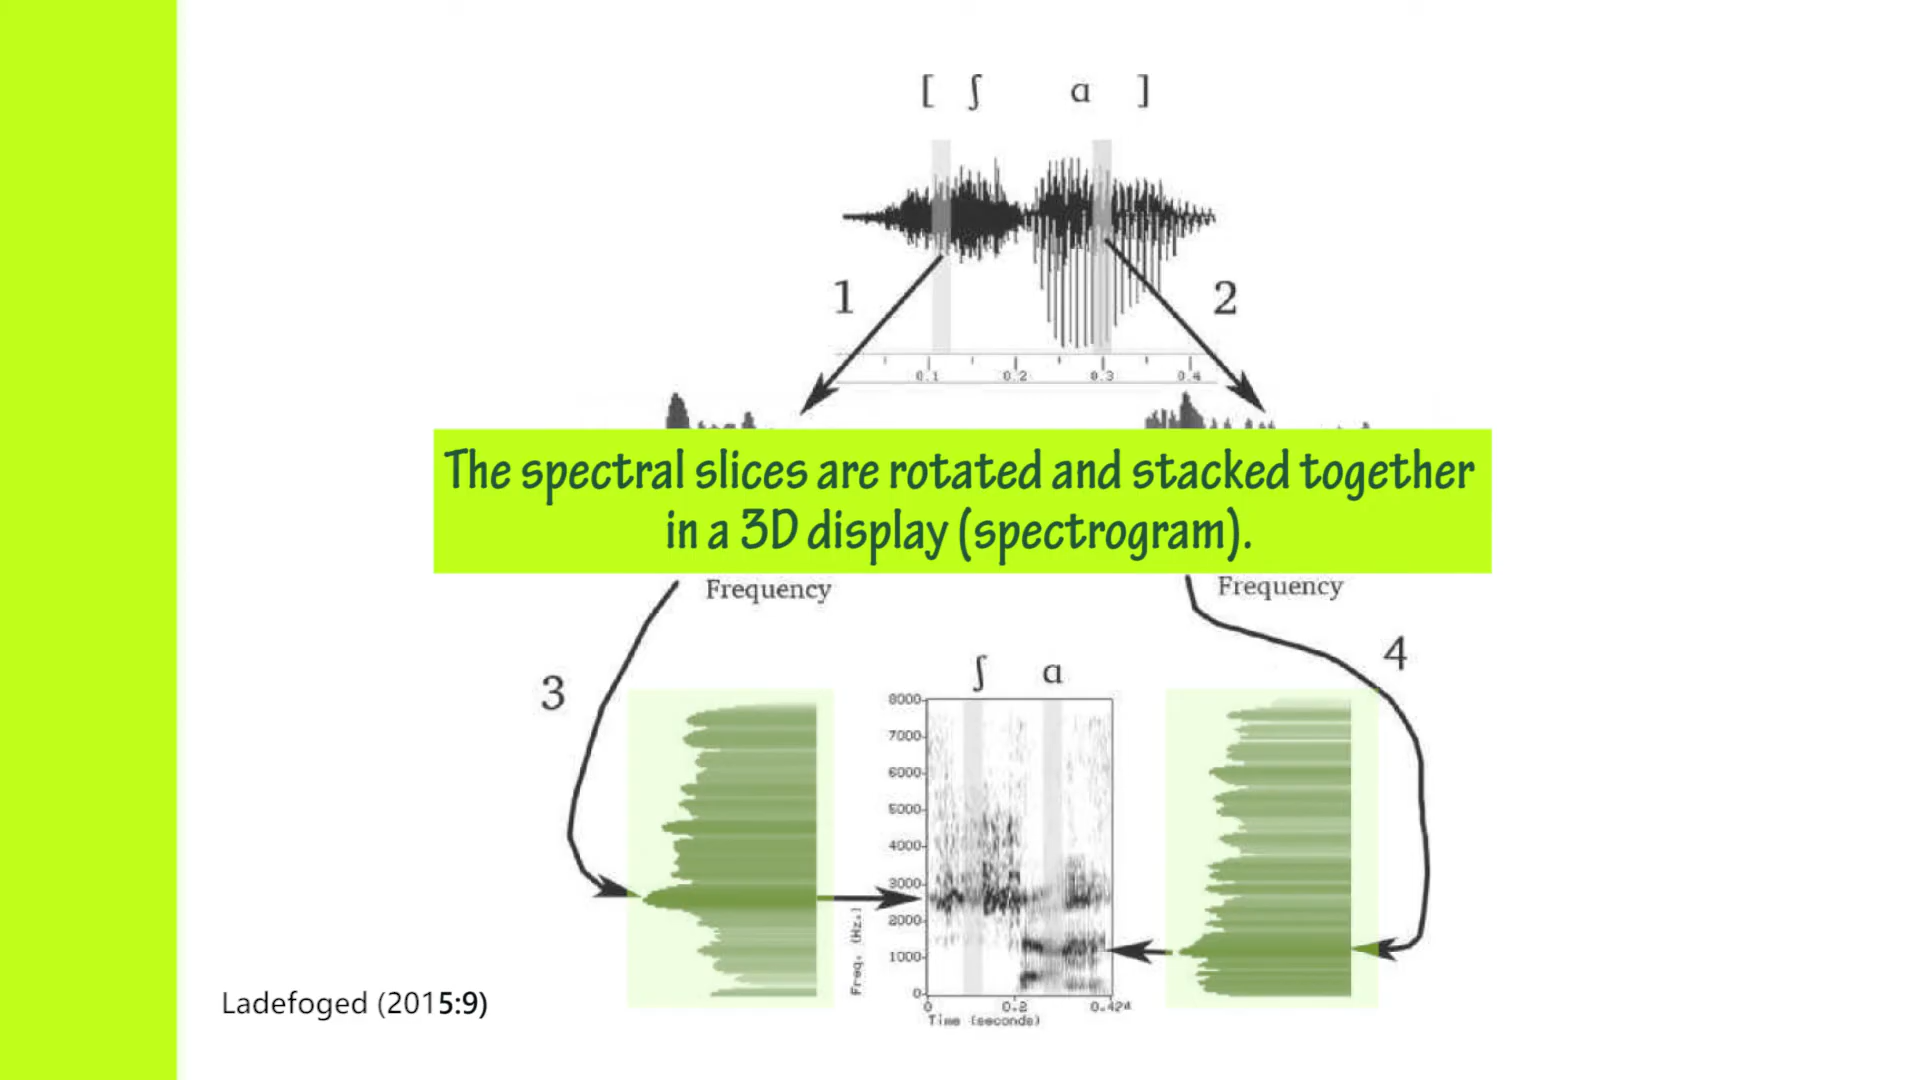 [ ʃ ɑ ]
1
2
0.1 0.2 0.3 0.4
The spectral slices are rotated and stacked together
in a 3D display (spectrogram).
Frequency
Frequency
3
4
ʃ ɑ
8000
7000
6000
5000
4000
3000
2000
1000
0
Freq. (Hz.)
0 0.2 0.424
Time (seconds)
Ladefoged (2015:9)